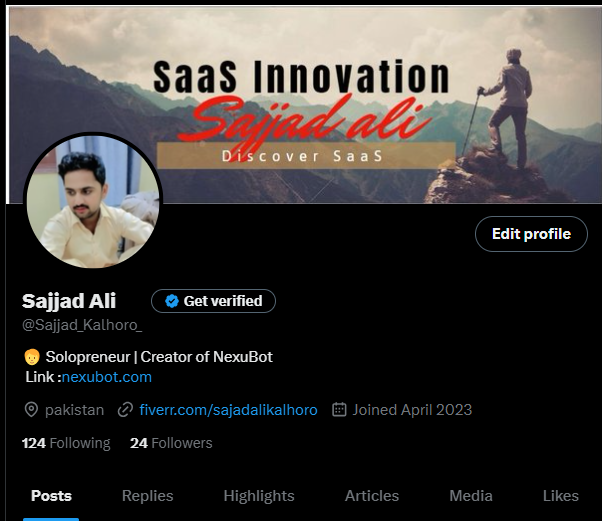 SaaS Innovation
Sajjad ali
Discover SaaS
Edit profile
Sajjad Ali Get verified
@Sajjad_Kalhoro_
Solopreneur | Creator of NexuBot
Link :nexubot.com
pakistan fiverr.com/sajadalikalhoro Joined April 2023
124 Following 24 Followers
Posts Replies Highlights Articles Media Likes